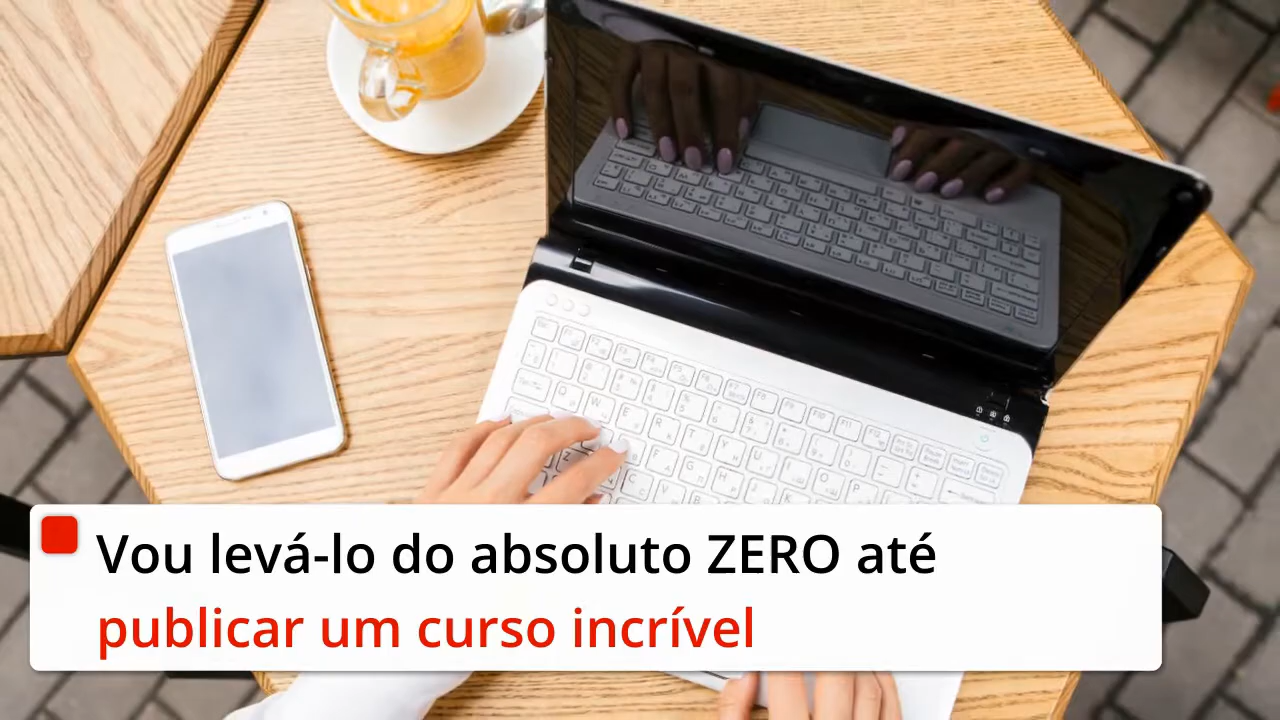 Vou levá-lo do absoluto ZERO até
publicar um curso incrível